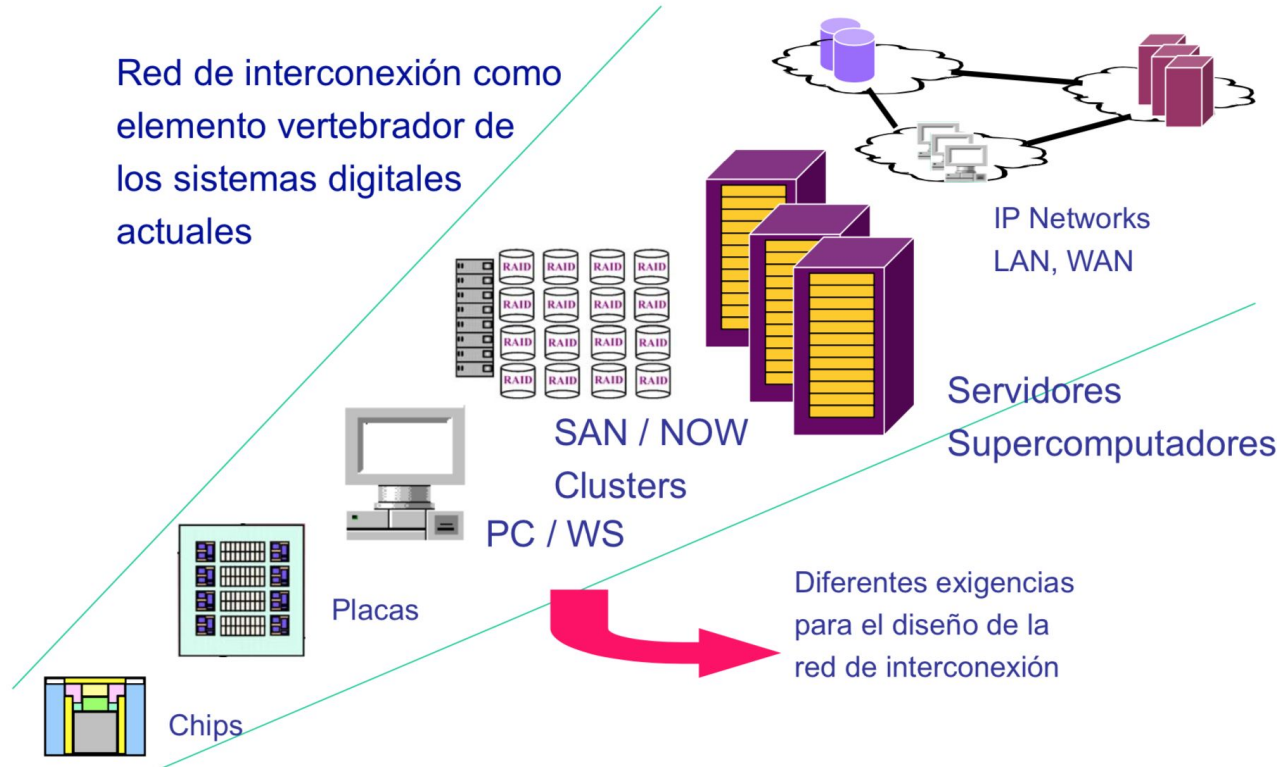 Red de interconexión como
elemento vertebrador de
los sistemas digitales
actuales
IP Networks
LAN, WAN
RAID RAID RAID RAID
RAID RAID RAID RAID
RAID RAID RAID RAID
RAID RAID RAID RAID
Servidores
Supercomputadores
SAN / NOW
Clusters
PC / WS
Placas
Chips
Diferentes exigencias
para el diseño de la
red de interconexión